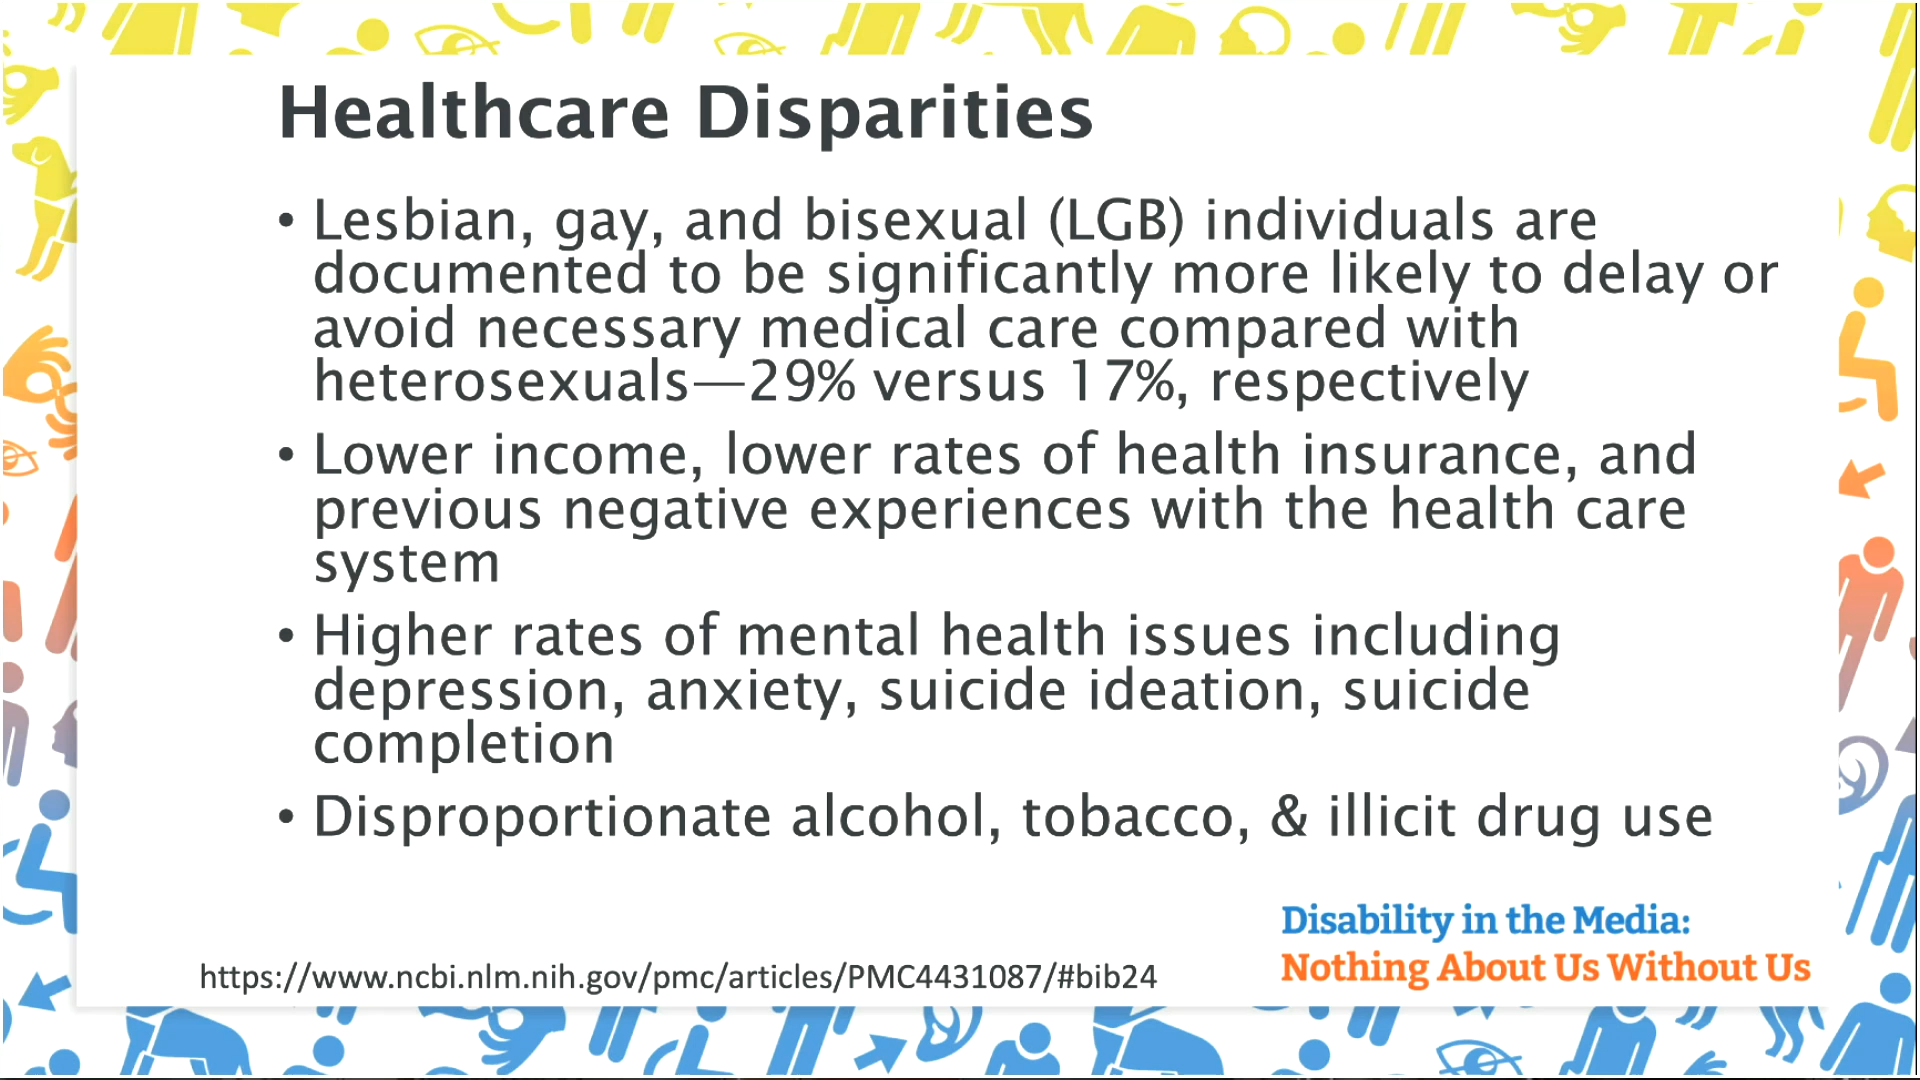 Healthcare Disparities
• Lesbian, gay, and bisexual (LGB) individuals are
documented to be significantly more likely to delay or
avoid necessary medical care compared with
heterosexuals—29% versus 17%, respectively
• Lower income, lower rates of health insurance, and
previous negative experiences with the health care
system
• Higher rates of mental health issues including
depression, anxiety, suicide ideation, suicide
completion
• Disproportionate alcohol, tobacco, & illicit drug use
Disability in the Media:
Nothing About Us Without Us
https://www.ncbi.nlm.nih.gov/pmc/articles/PMC4431087/#bib24